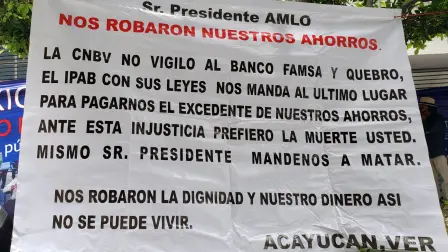 Sr. Presidente AMLO
NOS ROBARON NUESTROS AHORROS.
LA CNBV NO VIGILO AL BANCO FAMSA Y QUEBRO,
EL IPAB CON SUS LEYES NOS MANDA AL ULTIMO LUGAR
PARA PAGARNOS EL EXCEDENTE DE NUESTROS AHORROS,
ANTE ESTA INJUSTICIA PREFIERO LA MUERTE USTED.
MISMO SR. PRESIDENTE MANDENOS A MATAR.
NOS ROBARON LA DIGNIDAD Y NUESTRO DINERO ASI
NO SE PUEDE VIVIR.
ACAYUCAN.VER